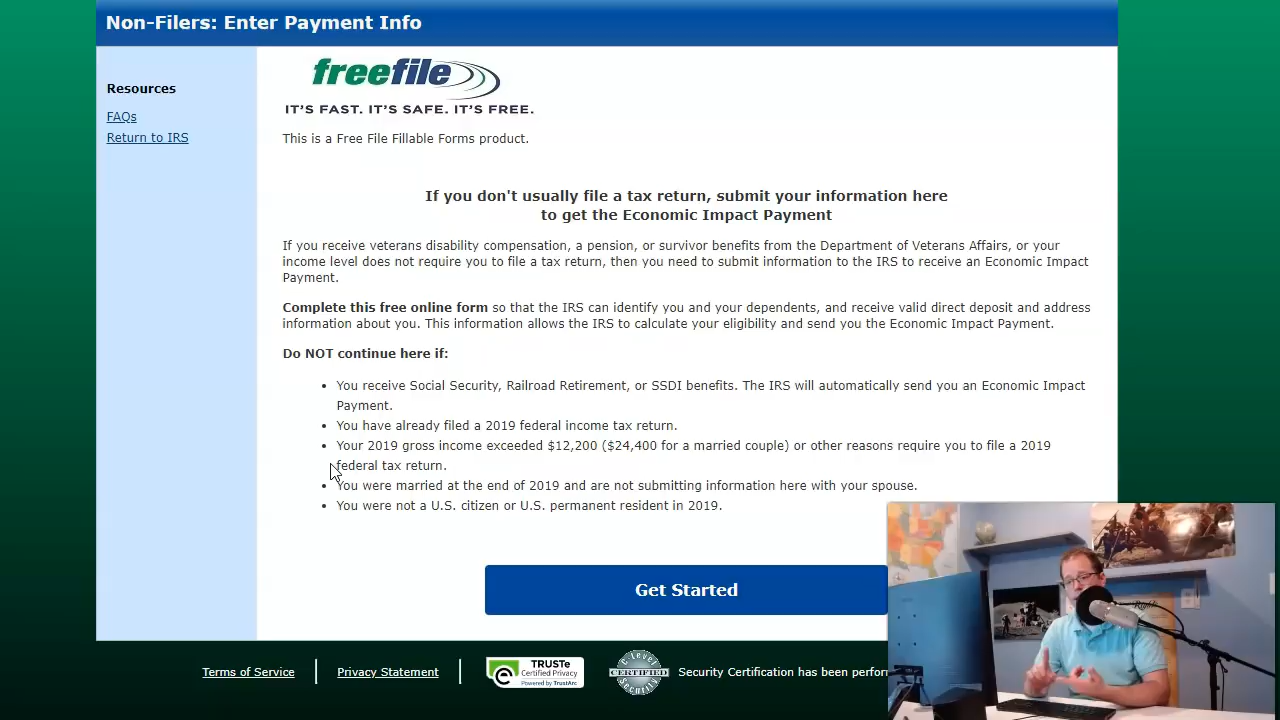 Non-Filers: Enter Payment Info
Resources
FAQs
Return to IRS
freefile
IT'S FAST. IT'S SAFE. IT'S FREE.
This is a Free File Fillable Forms product.
If you don't usually file a tax return, submit your information here
to get the Economic Impact Payment
If you receive veterans disability compensation, a pension, or survivor benefits from the Department of Veterans Affairs, or your
income level does not require you to file a tax return, then you need to submit information to the IRS to receive an Economic Impact
Payment.
Complete this free online form so that the IRS can identify you and your dependents, and receive valid direct deposit and address
information about you. This information allows the IRS to calculate your eligibility and send you the Economic Impact Payment.
Do NOT continue here if:
• You receive Social Security, Railroad Retirement, or SSDI benefits. The IRS will automatically send you an Economic Impact
Payment.
• You have already filed a 2019 federal income tax return.
• Your 2019 gross income exceeded $12,200 ($24,400 for a married couple) or other reasons require you to file a 2019
federal tax return.
• You were married at the end of 2019 and are not submitting information here with your spouse.
• You were not a U.S. citizen or U.S. permanent resident in 2019.
Get Started
Terms of Service
Privacy Statement
TRUSTe
Certified Privacy
Powered by TrustArc
C Level
CERTIFIED
Security
Security Certification has been perfor